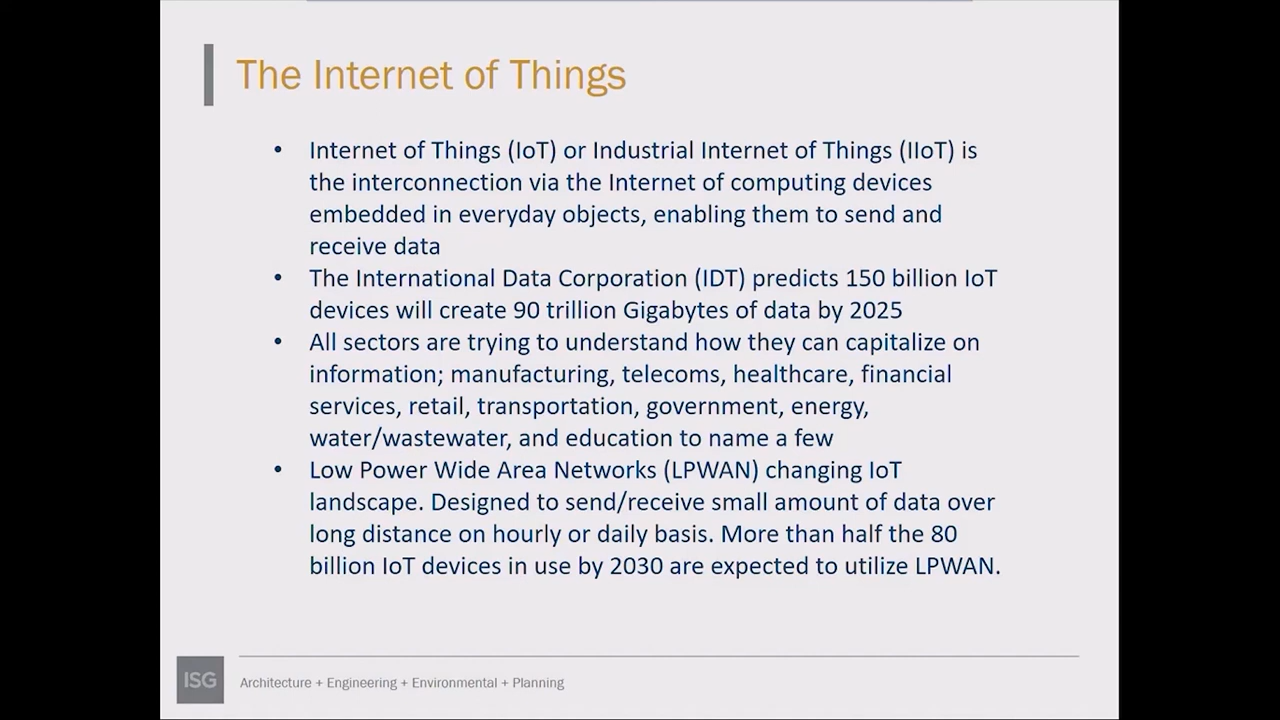 The Internet of Things
• Internet of Things (IoT) or Industrial Internet of Things (IIoT) is
the interconnection via the Internet of computing devices
embedded in everyday objects, enabling them to send and
receive data
• The International Data Corporation (IDT) predicts 150 billion IoT
devices will create 90 trillion Gigabytes of data by 2025
• All sectors are trying to understand how they can capitalize on
information; manufacturing, telecoms, healthcare, financial
services, retail, transportation, government, energy,
water/wastewater, and education to name a few
• Low Power Wide Area Networks (LPWAN) changing IoT
landscape. Designed to send/receive small amount of data over
long distance on hourly or daily basis. More than half the 80
billion IoT devices in use by 2030 are expected to utilize LPWAN.
ISG
Architecture + Engineering + Environmental + Planning